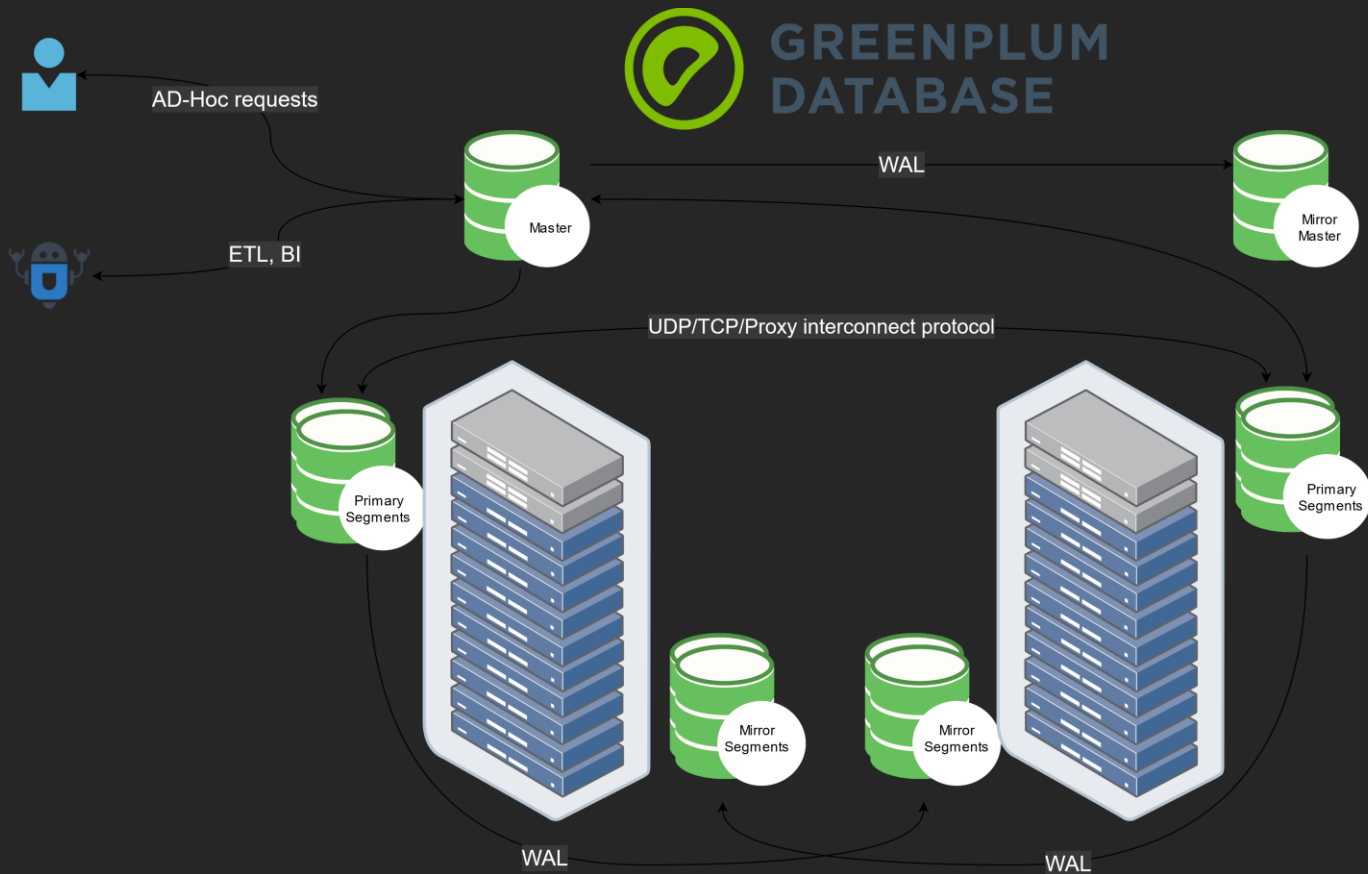 GREENPLUM
DATABASE
AD-Hoc requests
WAL
Master
Mirror
Master
ETL, BI
UDP/TCP/Proxy interconnect protocol
Primary
Segments
Primary
Segments
Mirror
Segments
Mirror
Segments
WAL
WAL